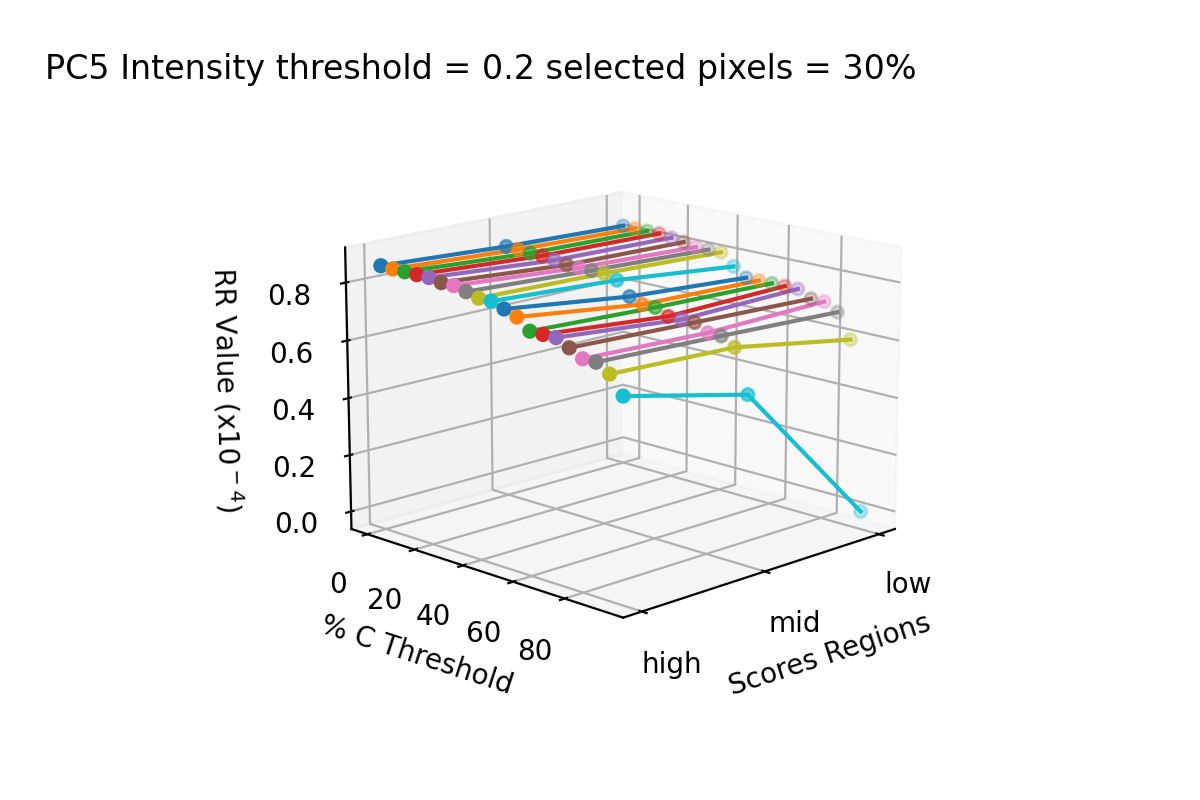 PC5 Intensity threshold = 0.2 selected pixels = 30%
RR Value (x10⁻⁴)
0.8
0.6
0.4
0.2
0.0
0
20
40
60
80
% C Threshold
high
mid
low
Scores Regions